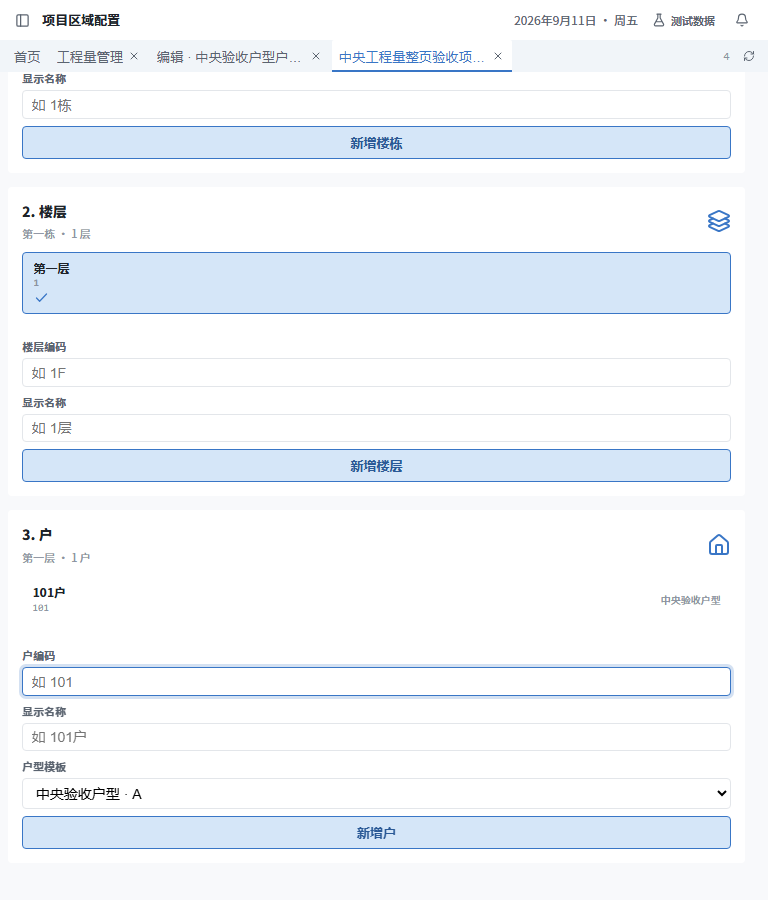 项目区域配置
2026年9月11日 • 周五
测试数据
首页
工程量管理
编辑 · 中央验收户型户…
中央工程量整页验收项…
4
显示名称
如 1栋
新增楼栋
2. 楼层
第一栋 • 1层
第一层
1
楼层编码
如 1F
显示名称
如 1层
新增楼层
3. 户
第一层 • 1户
101户
101
中央验收户型
户编码
如 101
显示名称
如 101户
户型模板
中央验收户型 · A
新增户